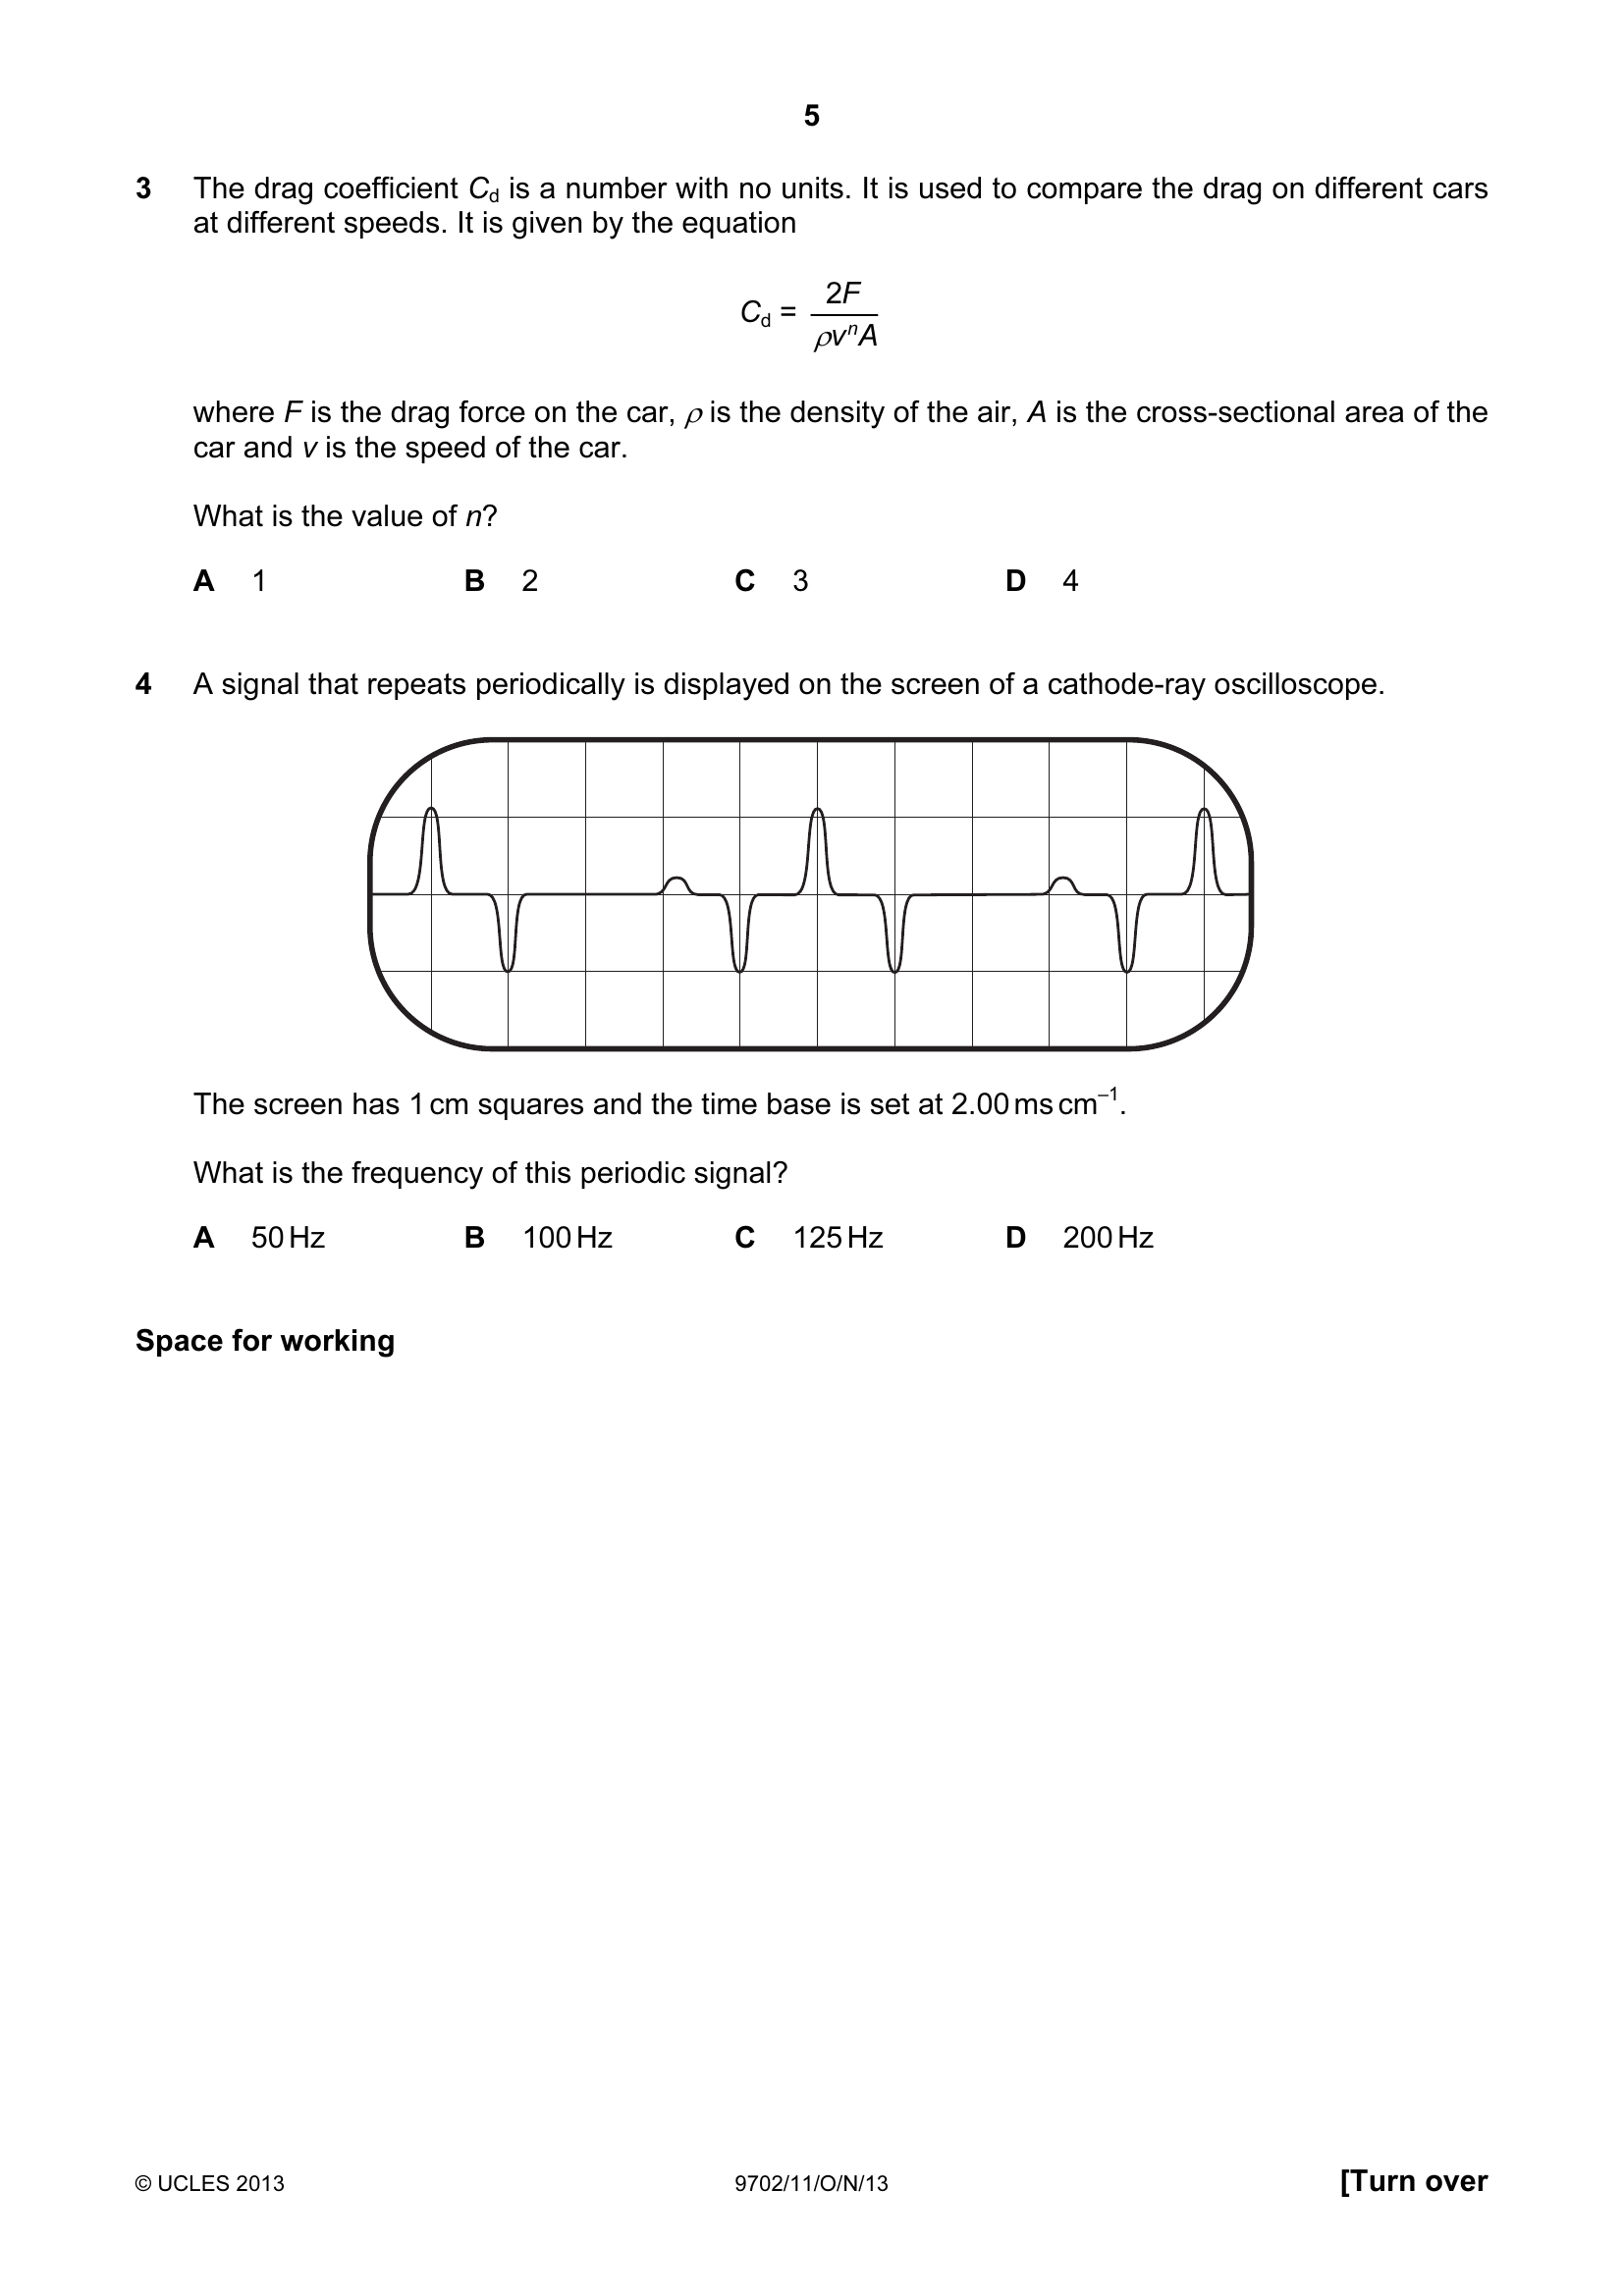 5
3 The drag coefficient Cd is a number with no units. It is used to compare the drag on different cars
at different speeds. It is given by the equation
Cd = 2F / ρvⁿA
where F is the drag force on the car, ρ is the density of the air, A is the cross-sectional area of the
car and v is the speed of the car.
What is the value of n?
A 1 B 2 C 3 D 4
4 A signal that repeats periodically is displayed on the screen of a cathode-ray oscilloscope.
The screen has 1 cm squares and the time base is set at 2.00 ms cm⁻¹.
What is the frequency of this periodic signal?
A 50 Hz B 100 Hz C 125 Hz D 200 Hz
Space for working
© UCLES 2013 9702/11/O/N/13 [Turn over